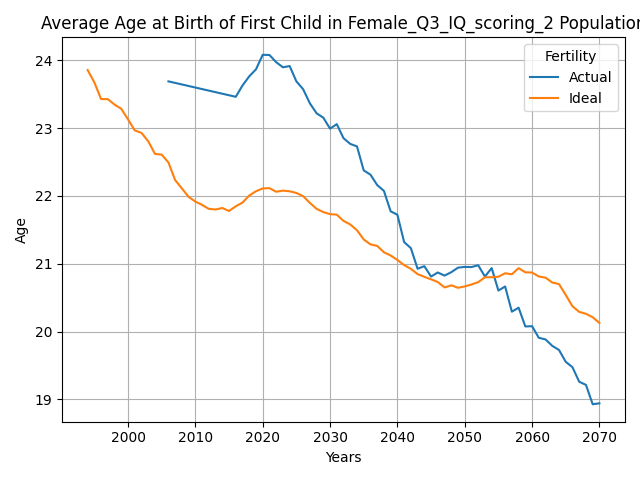 Average Age at Birth of First Child in Female_Q3_IQ_scoring_2 Population
Fertility
Actual
Ideal
24
23
22
21
20
19
Age
2000 2010 2020 2030 2040 2050 2060 2070
Years